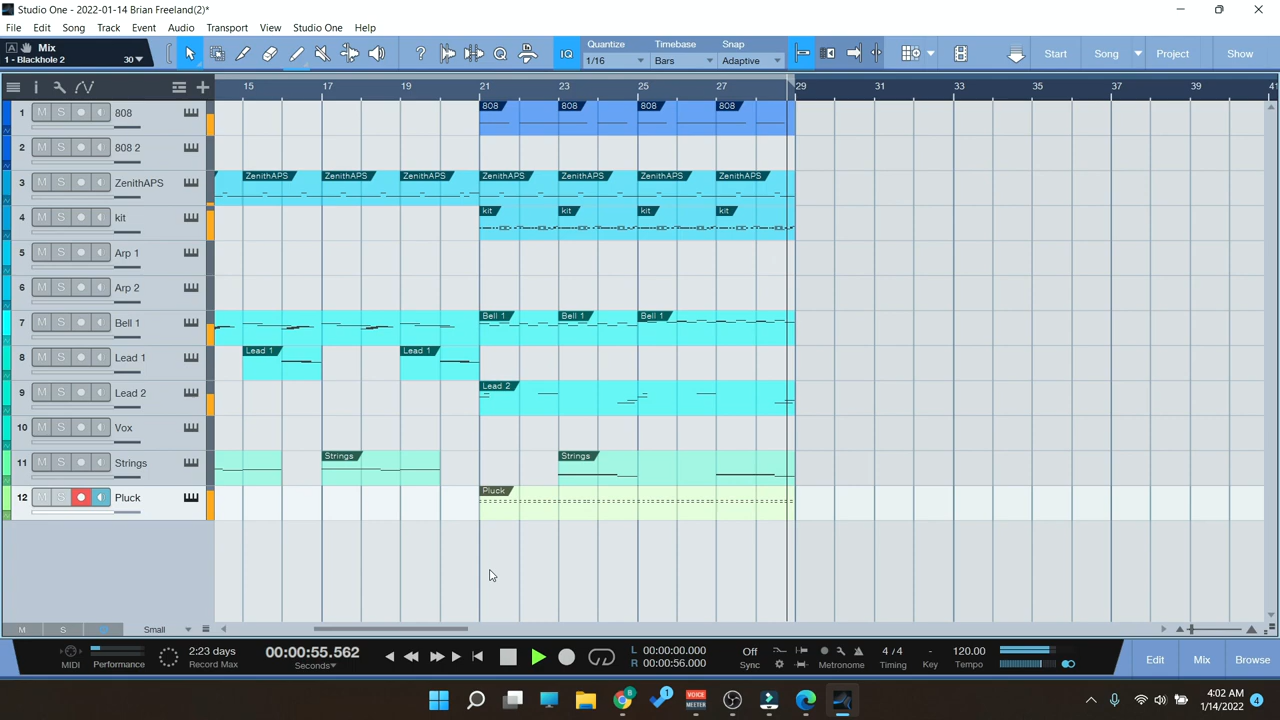 Studio One - 2022-01-14 Brian Freeland(2)*
File Edit Song Track Event Audio Transport View Studio One Help
A Mix
1 - Blackhole 2 30
IQ
Quantize Timebase Snap
1/16 Bars Adaptive
Start Song Project Show
15 17 19 21 23 25 27 29 31 33 35 37 39 41
1 M S 808
808 808 808 808
2 M S 808 2
3 M S ZenithAPS
ZenithAPS ZenithAPS ZenithAPS ZenithAPS ZenithAPS ZenithAPS ZenithAPS
4 M S kit
kit kit kit kit
5 M S Arp 1
6 M S Arp 2
7 M S Bell 1
Bell 1 Bell 1 Bell 1
8 M S Lead 1
Lead 1 Lead 1
9 M S Lead 2
Lead 2
10 M S Vox
11 M S Strings
Strings Strings
12 M S Pluck
Pluck
M S Small
MIDI Performance
2:23 days
Record Max
00:00:55.562
Seconds
L 00:00:00.000
R 00:00:56.000
Off
Sync
Metronome
4 / 4
Timing
-
Key
120.00
Tempo
Edit Mix Browse
VOICE
MEETER
1
4:02 AM
1/14/2022
4